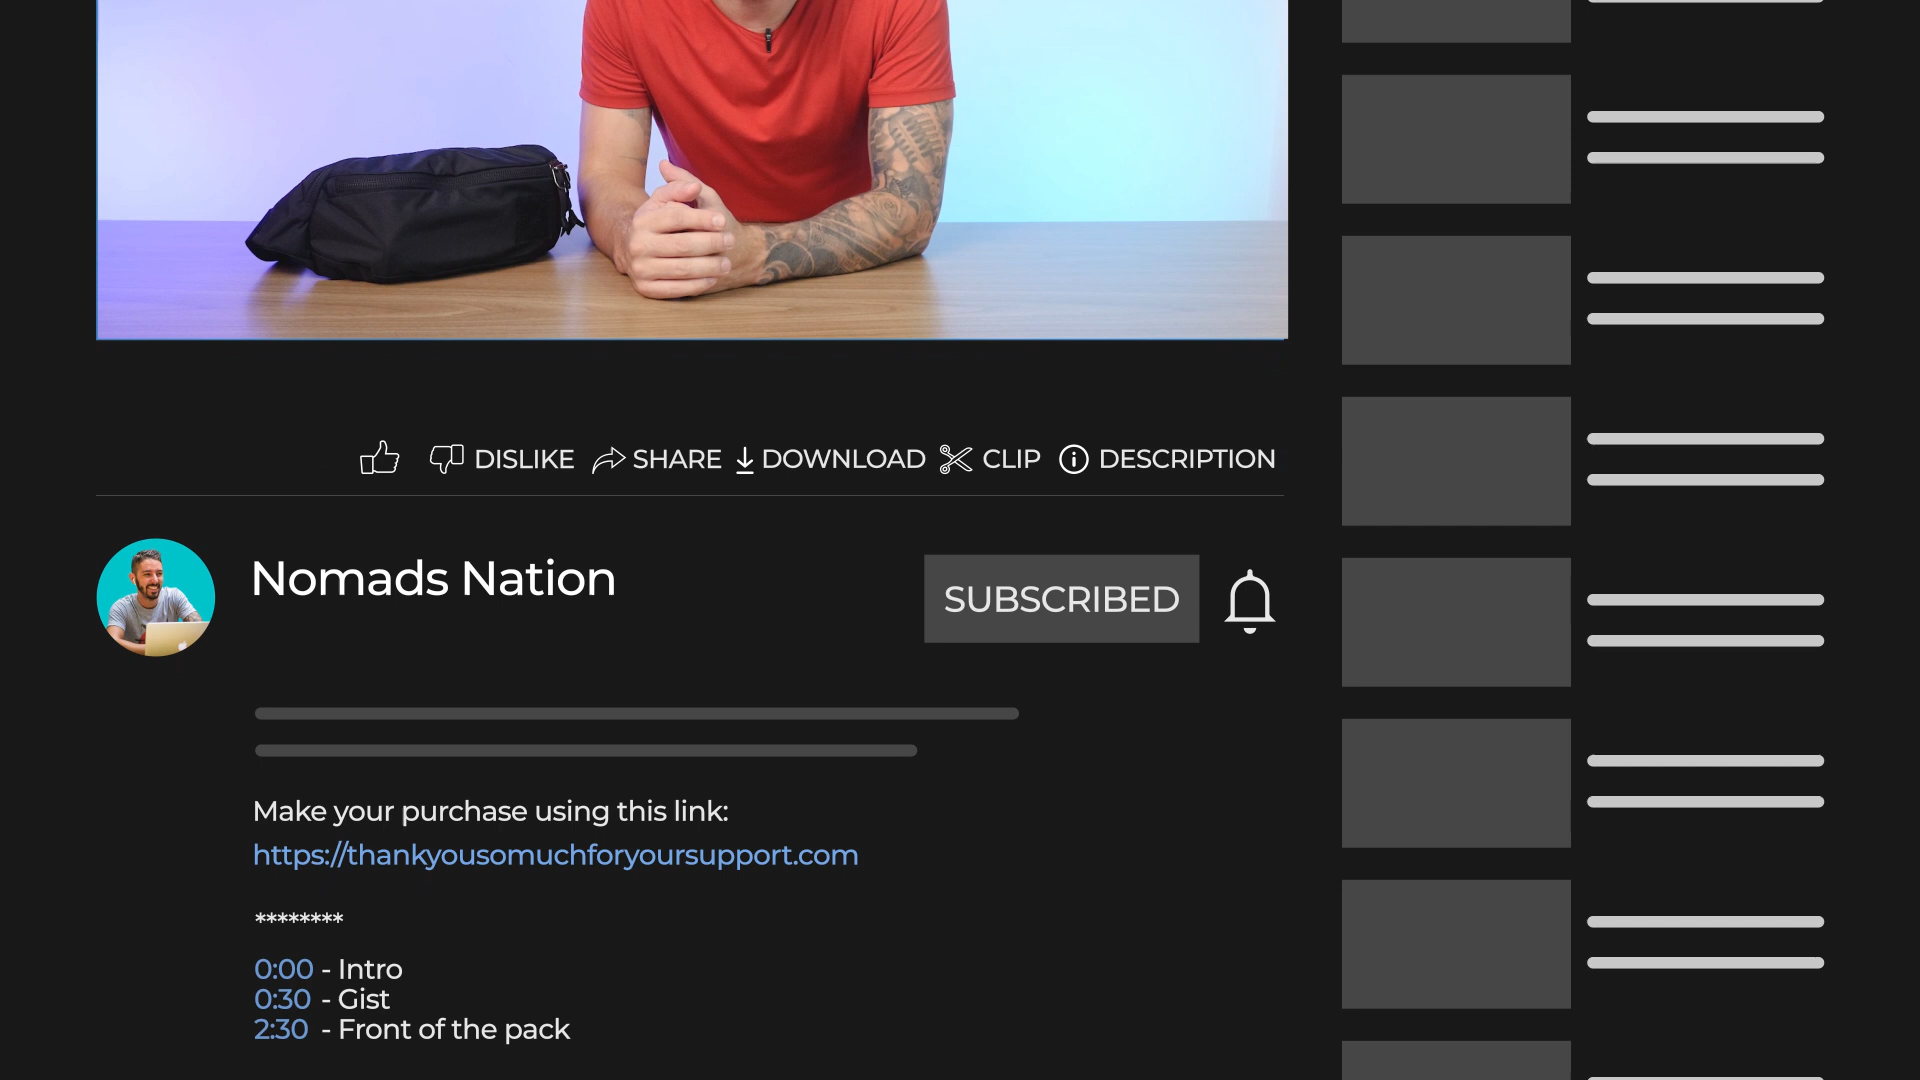 DISLIKE SHARE DOWNLOAD CLIP DESCRIPTION
Nomads Nation
SUBSCRIBED
Make your purchase using this link:
https://thankyousomuchforyoursupport.com
********
0:00 - Intro
0:30 - Gist
2:30 - Front of the pack